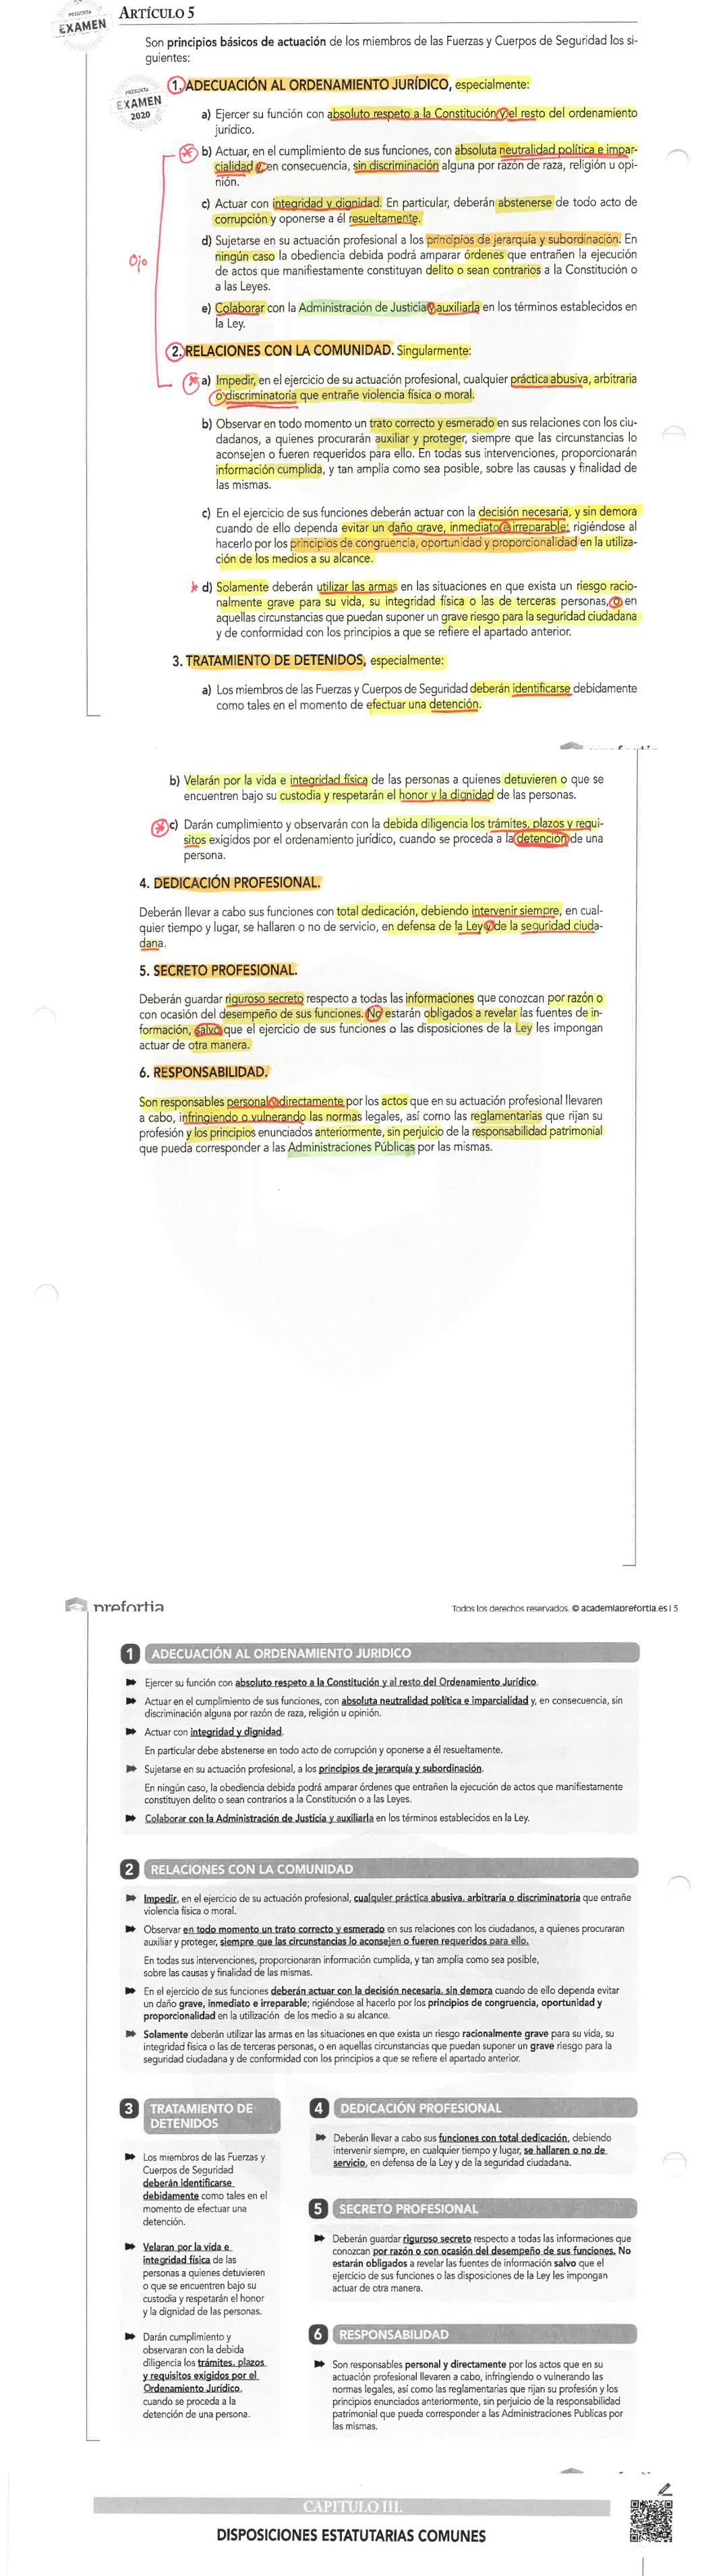 PREGUNTA
EXAMEN
ARTÍCULO 5
Son principios básicos de actuación de los miembros de las Fuerzas y Cuerpos de Seguridad los si-
guientes:
PREGUNTA
EXAMEN
2020
1. ADECUACIÓN AL ORDENAMIENTO JURÍDICO, especialmente:
a) Ejercer su función con absoluto respeto a la Constitución y el resto del ordenamiento
jurídico.
b) Actuar, en el cumplimiento de sus funciones, con absoluta neutralidad política e impar-
cialidad y, en consecuencia, sin discriminación alguna por razón de raza, religión u opi-
nión.
c) Actuar con integridad y dignidad. En particular, deberán abstenerse de todo acto de
corrupción y oponerse a él resueltamente.
Ojo
d) Sujetarse en su actuación profesional a los principios de jerarquía y subordinación. En
ningún caso la obediencia debida podrá amparar órdenes que entrañen la ejecución
de actos que manifiestamente constituyan delito o sean contrarios a la Constitución o
a las Leyes.
e) Colaborar con la Administración de Justicia y auxiliarla en los términos establecidos en
la Ley.
2. RELACIONES CON LA COMUNIDAD. Singularmente:
a) Impedir, en el ejercicio de su actuación profesional, cualquier práctica abusiva, arbitraria
o discriminatoria que entrañe violencia física o moral.
b) Observar en todo momento un trato correcto y esmerado en sus relaciones con los ciu-
dadanos, a quienes procurarán auxiliar y proteger, siempre que las circunstancias lo
aconsejen o fueren requeridos para ello. En todas sus intervenciones, proporcionarán
información cumplida, y tan amplia como sea posible, sobre las causas y finalidad de
las mismas.
c) En el ejercicio de sus funciones deberán actuar con la decisión necesaria, y sin demora
cuando de ello dependa evitar un daño grave, inmediato e irreparable; rigiéndose al
hacerlo por los principios de congruencia, oportunidad y proporcionalidad en la utiliza-
ción de los medios a su alcance.
d) Solamente deberán utilizar las armas en las situaciones en que exista un riesgo racio-
nalmente grave para su vida, su integridad física o las de terceras personas, o en
aquellas circunstancias que puedan suponer un grave riesgo para la seguridad ciudadana
y de conformidad con los principios a que se refiere el apartado anterior.
3. TRATAMIENTO DE DETENIDOS, especialmente:
a) Los miembros de las Fuerzas y Cuerpos de Seguridad deberán identificarse debidamente
como tales en el momento de efectuar una detención.
b) Velarán por la vida e integridad física de las personas a quienes detuvieren o que se
encuentren bajo su custodia y respetarán el honor y la dignidad de las personas.
c) Darán cumplimiento y observarán con la debida diligencia los trámites, plazos y requi-
sitos exigidos por el ordenamiento jurídico, cuando se proceda a la detención de una
persona.
4. DEDICACIÓN PROFESIONAL.
Deberán llevar a cabo sus funciones con total dedicación, debiendo intervenir siempre, en cual-
quier tiempo y lugar, se hallaren o no de servicio, en defensa de la Ley y de la seguridad ciuda-
dana.
5. SECRETO PROFESIONAL.
Deberán guardar riguroso secreto respecto a todas las informaciones que conozcan por razón o
con ocasión del desempeño de sus funciones. No estarán obligados a revelar las fuentes de in-
formación, salvo que el ejercicio de sus funciones o las disposiciones de la Ley les impongan
actuar de otra manera.
6. RESPONSABILIDAD.
Son responsables personal y directamente por los actos que en su actuación profesional llevaren
a cabo, infringiendo o vulnerando las normas legales, así como las reglamentarias que rijan su
profesión y los principios enunciados anteriormente, sin perjuicio de la responsabilidad patrimonial
que pueda corresponder a las Administraciones Públicas por las mismas.
prefortia
Todos los derechos reservados. © academiaprefortia.es | 3
1 ADECUACIÓN AL ORDENAMIENTO JURIDICO
Ejercer su función con absoluto respeto a la Constitución y al resto del Ordenamiento Jurídico.
Actuar en el cumplimiento de sus funciones, con absoluta neutralidad política e imparcialidad y, en consecuencia, sin
discriminación alguna por razón de raza, religión u opinión.
Actuar con integridad y dignidad.
En particular debe abstenerse en todo acto de corrupción y oponerse a él resueltamente.
Sujetarse en su actuación profesional, a los principios de jerarquía y subordinación.
En ningún caso, la obediencia debida podrá amparar órdenes que entrañen la ejecución de actos que manifiestamente
constituyen delito o sean contrarios a la Constitución o a las Leyes.
Colaborar con la Administración de Justicia y auxiliarla en los términos establecidos en la Ley.
2 RELACIONES CON LA COMUNIDAD
Impedir, en el ejercicio de su actuación profesional, cualquier práctica abusiva, arbitraria o discriminatoria que entrañe
violencia física o moral.
Observar en todo momento un trato correcto y esmerado en sus relaciones con los ciudadanos, a quienes procuraran
auxiliar y proteger, siempre que las circunstancias lo aconsejen o fueren requeridos para ello.
En todas sus intervenciones, proporcionaran información cumplida, y tan amplia como sea posible,
sobre las causas y finalidad de las mismas.
En el ejercicio de sus funciones deberán actuar con la decisión necesaria, sin demora cuando de ello dependa evitar
un daño grave, inmediato e irreparable; rigiéndose al hacerlo por los principios de congruencia, oportunidad y
proporcionalidad en la utilización de los medio a su alcance.
Solamente deberán utilizar las armas en las situaciones en que exista un riesgo racionalmente grave para su vida, su
integridad física o las de terceras personas, o en aquellas circunstancias que puedan suponer un grave riesgo para la
seguridad ciudadana y de conformidad con los principios a que se refiere el apartado anterior.
3 TRATAMIENTO DE
DETENIDOS
Los miembros de las Fuerzas y
Cuerpos de Seguridad
deberán identificarse
debidamente como tales en el
momento de efectuar una
detención.
Velaran por la vida e
integridad física de las
personas a quienes detuvieren
o que se encuentren bajo su
custodia y respetarán el honor
y la dignidad de las personas.
Darán cumplimiento y
observaran con la debida
diligencia los trámites, plazos
y requisitos exigidos por el
Ordenamiento Jurídico,
cuando se proceda a la
detención de una persona.
4 DEDICACIÓN PROFESIONAL
Deberán llevar a cabo sus funciones con total dedicación, debiendo
intervenir siempre, en cualquier tiempo y lugar, se hallaren o no de
servicio, en defensa de la Ley y de la seguridad ciudadana.
5 SECRETO PROFESIONAL
Deberán guardar riguroso secreto respecto a todas las informaciones que
conozcan por razón o con ocasión del desempeño de sus funciones. No
estarán obligados a revelar las fuentes de información salvo que el
ejercicio de sus funciones o las disposiciones de la Ley les impongan
actuar de otra manera.
6 RESPONSABILIDAD
Son responsables personal y directamente por los actos que en su
actuación profesional llevaren a cabo, infringiendo o vulnerando las
normas legales, así como las reglamentarias que rijan su profesión y los
principios enunciados anteriormente, sin perjuicio de la responsabilidad
patrimonial que pueda corresponder a las Administraciones Publicas por
las mismas.
CAPITULO III.
DISPOSICIONES ESTATUTARIAS COMUNES